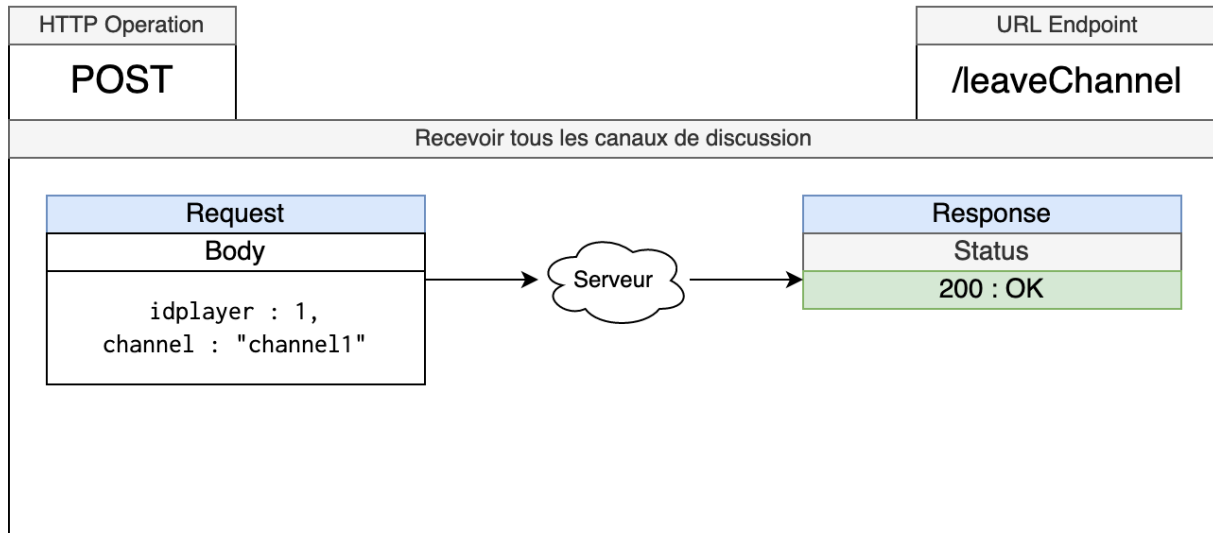 HTTP Operation
URL Endpoint
POST
/leaveChannel
Recevoir tous les canaux de discussion
Request
Response
Body
Status
Serveur
200 : OK
idplayer : 1,
channel : "channel1"